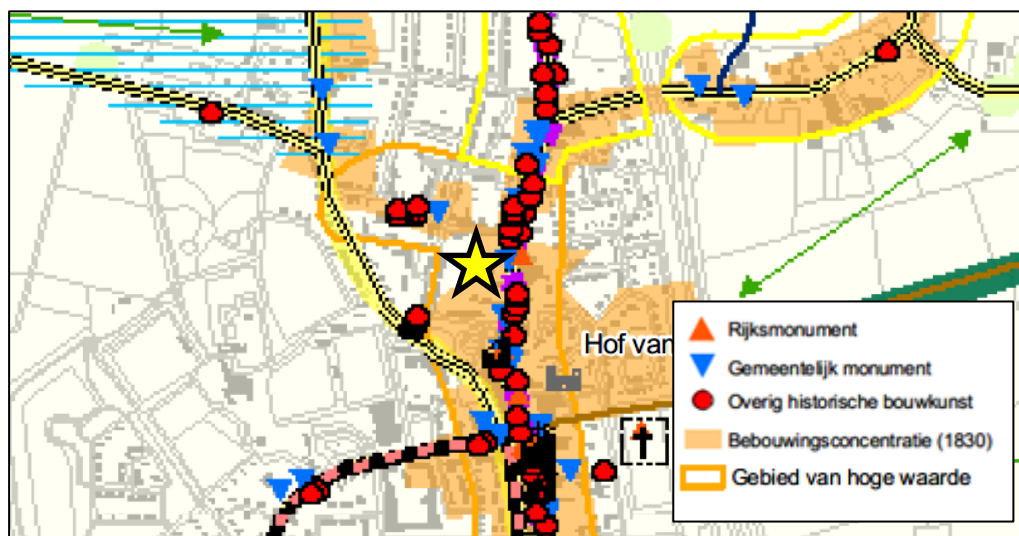 Hof van
Rijksmonument
Gemeentelijk monument
Overig historische bouwkunst
Bebouwingsconcentratie (1830)
Gebied van hoge waarde